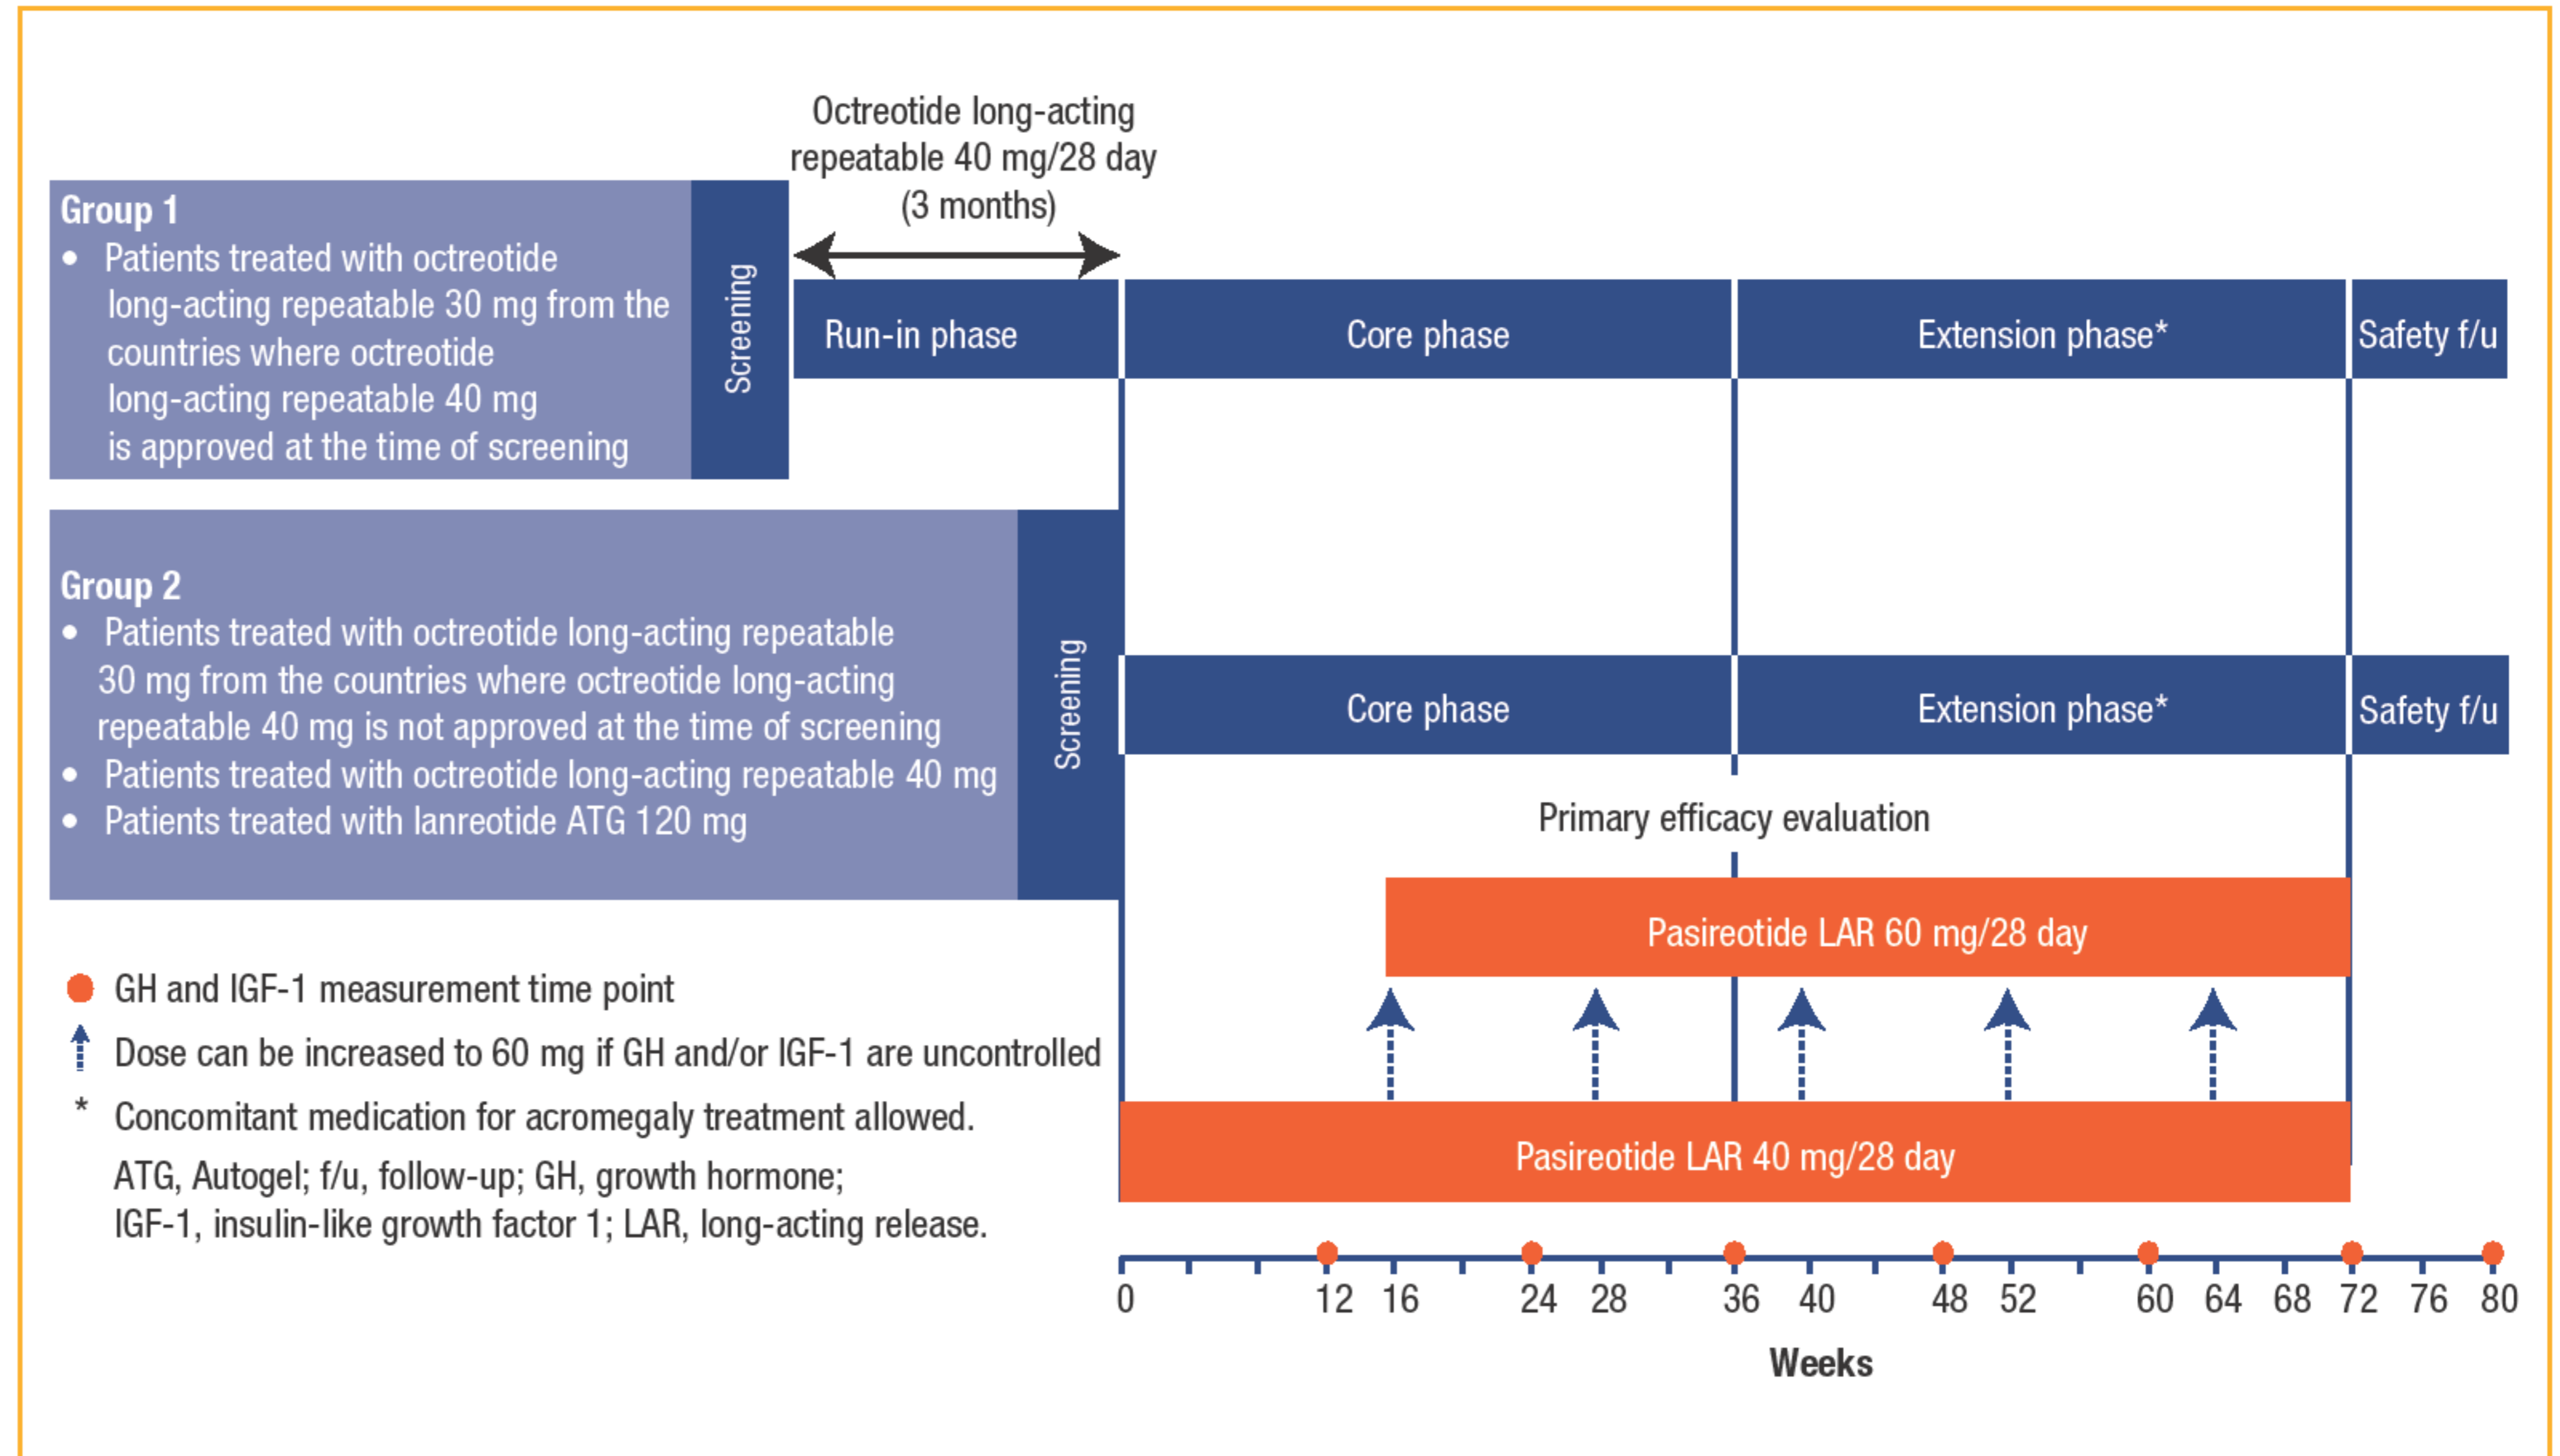 Octreotide long-acting
repeatable 40 mg/28 day
(3 months)
Group 1
• Patients treated with octreotide
long-acting repeatable 30 mg from the
countries where octreotide
long-acting repeatable 40 mg
is approved at the time of screening
Screening
Run-in phase
Core phase
Extension phase*
Safety f/u
Group 2
• Patients treated with octreotide long-acting repeatable
30 mg from the countries where octreotide long-acting
repeatable 40 mg is not approved at the time of screening
• Patients treated with octreotide long-acting repeatable 40 mg
• Patients treated with lanreotide ATG 120 mg
Screening
Core phase
Extension phase*
Safety f/u
Primary efficacy evaluation
Pasireotide LAR 60 mg/28 day
Pasireotide LAR 40 mg/28 day
GH and IGF-1 measurement time point
Dose can be increased to 60 mg if GH and/or IGF-1 are uncontrolled
* Concomitant medication for acromegaly treatment allowed.
ATG, Autogel; f/u, follow-up; GH, growth hormone;
IGF-1, insulin-like growth factor 1; LAR, long-acting release.
0 12 16 24 28 36 40 48 52 60 64 68 72 76 80
Weeks